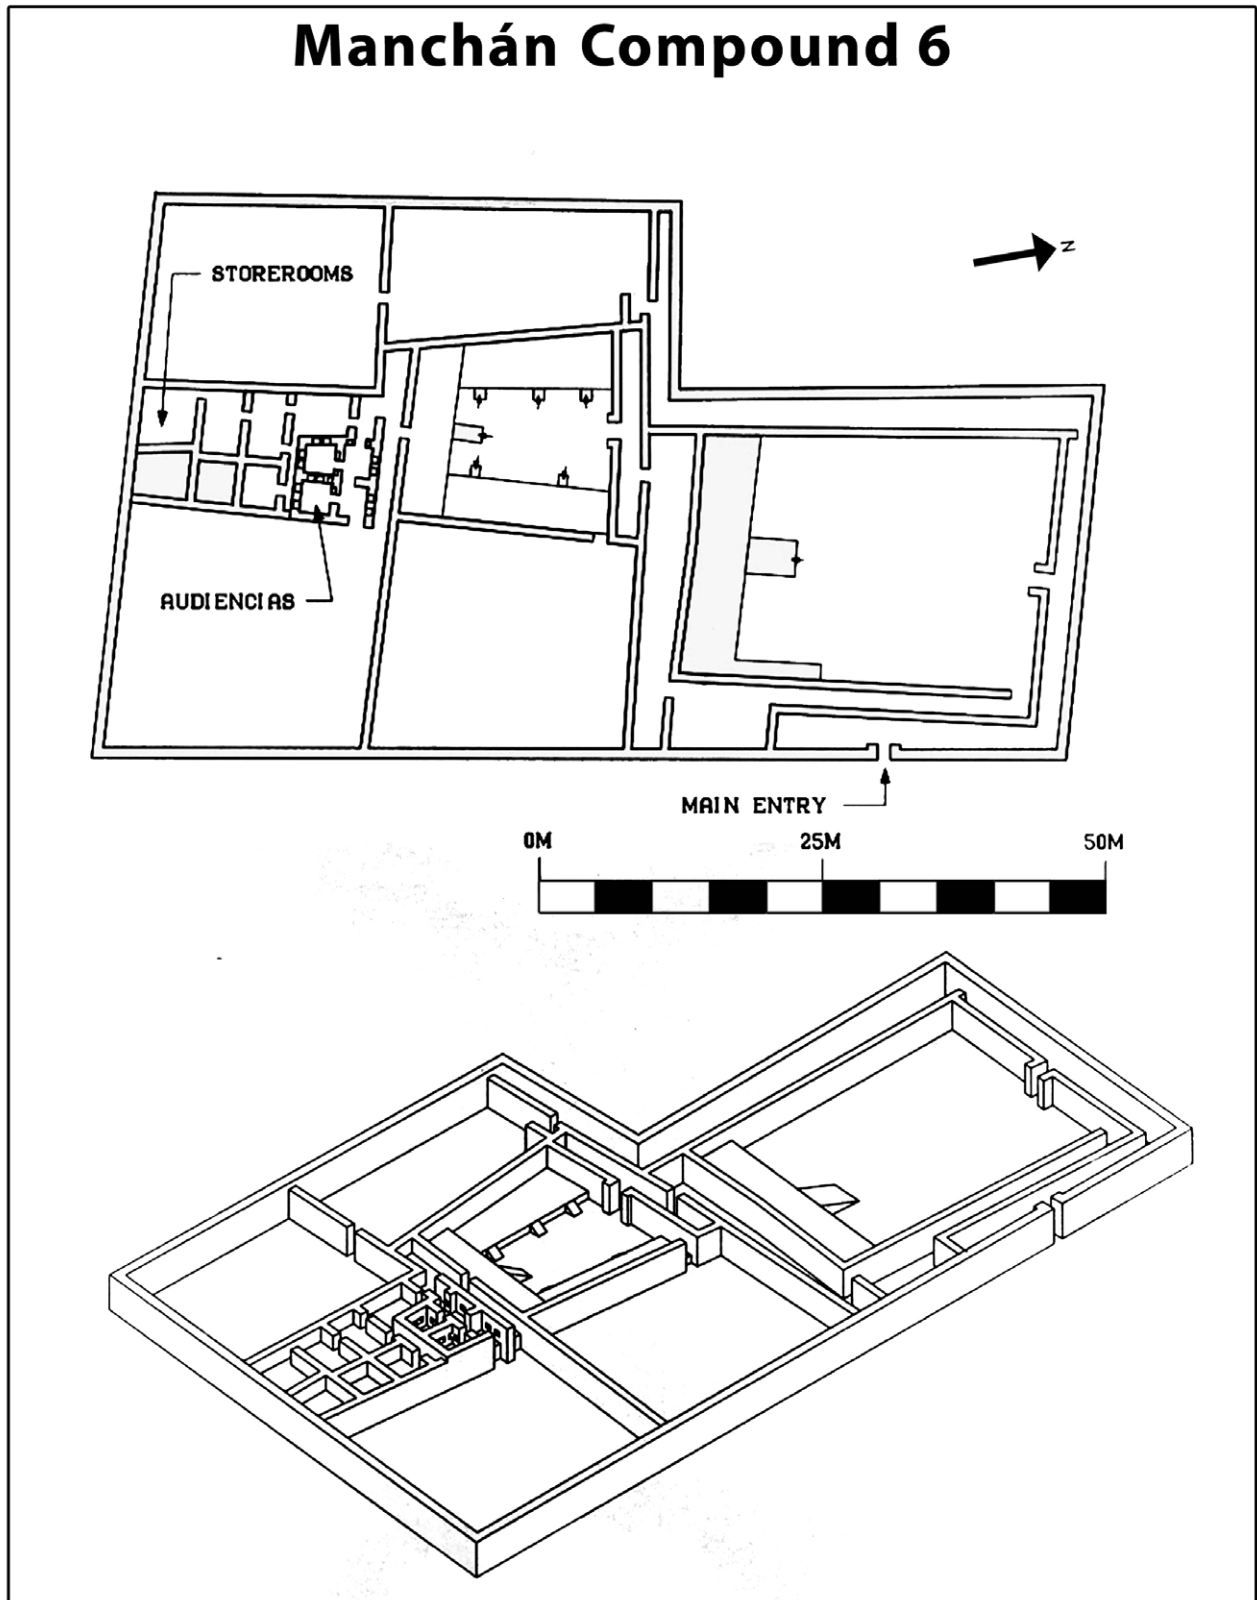 Manchán Compound 6
N
STOREROOMS
AUDIENCIAS
MAIN ENTRY
0M 25M 50M